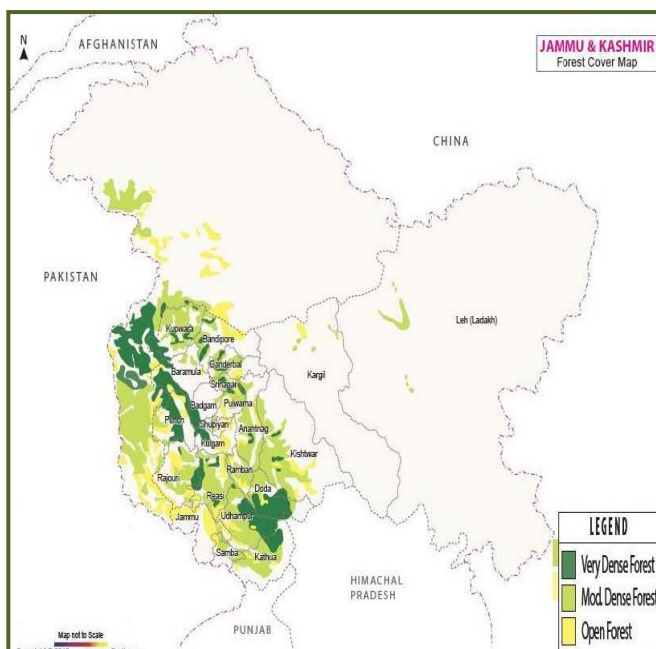 JAMMU & KASHMIR
Forest Cover Map
N
AFGHANISTAN
CHINA
PAKISTAN
Leh (Ladakh)
Kupwara
Bandipore
Ganderbal
Baramula
Srinagar
Kargil
Badgam
Pulwama
Punch
Shupiyan
Anantnag
Kulgam
Kishtwar
Ramban
Rajouri
Doda
Reasi
Jammu
Udhampur
Samba
Kathua
HIMACHAL
PRADESH
PUNJAB
Map not to Scale
LEGEND
Very Dense Forest
Mod. Dense Forest
Open Forest